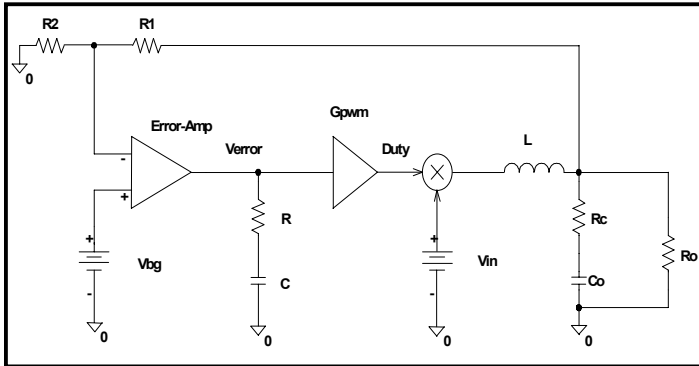 R2 R1
0
Gpwm
Error-Amp Verror Duty L
-
+
R Rc
+ + Ro
Vbg C Vin Co
- -
0 0 0 0